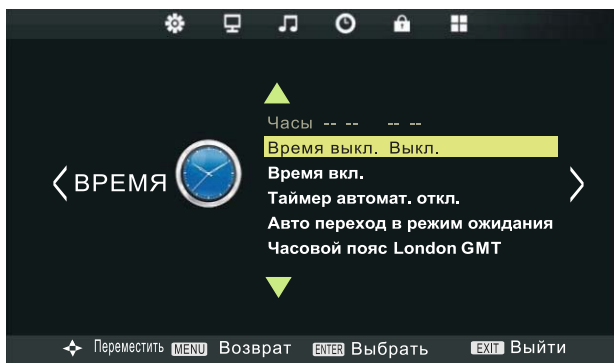 Часы -- -- -- --
Время выкл. Выкл.
ВРЕМЯ
Время вкл.
Таймер автомат. откл.
Авто переход в режим ожидания
Часовой пояс London GMT
Переместить MENU Возврат ENTER Выбрать EXIT Выйти